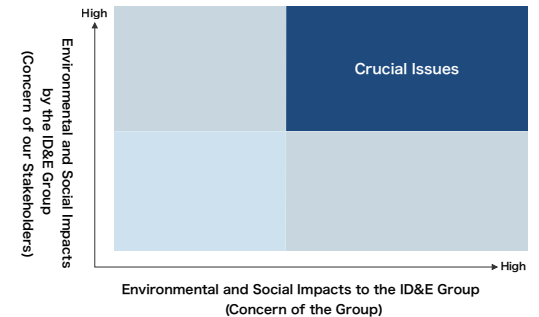 High
Crucial Issues
Environmental and Social Impacts
by the ID&E Group
(Concern of our Stakeholders)
High
Environmental and Social Impacts to the ID&E Group
(Concern of the Group)